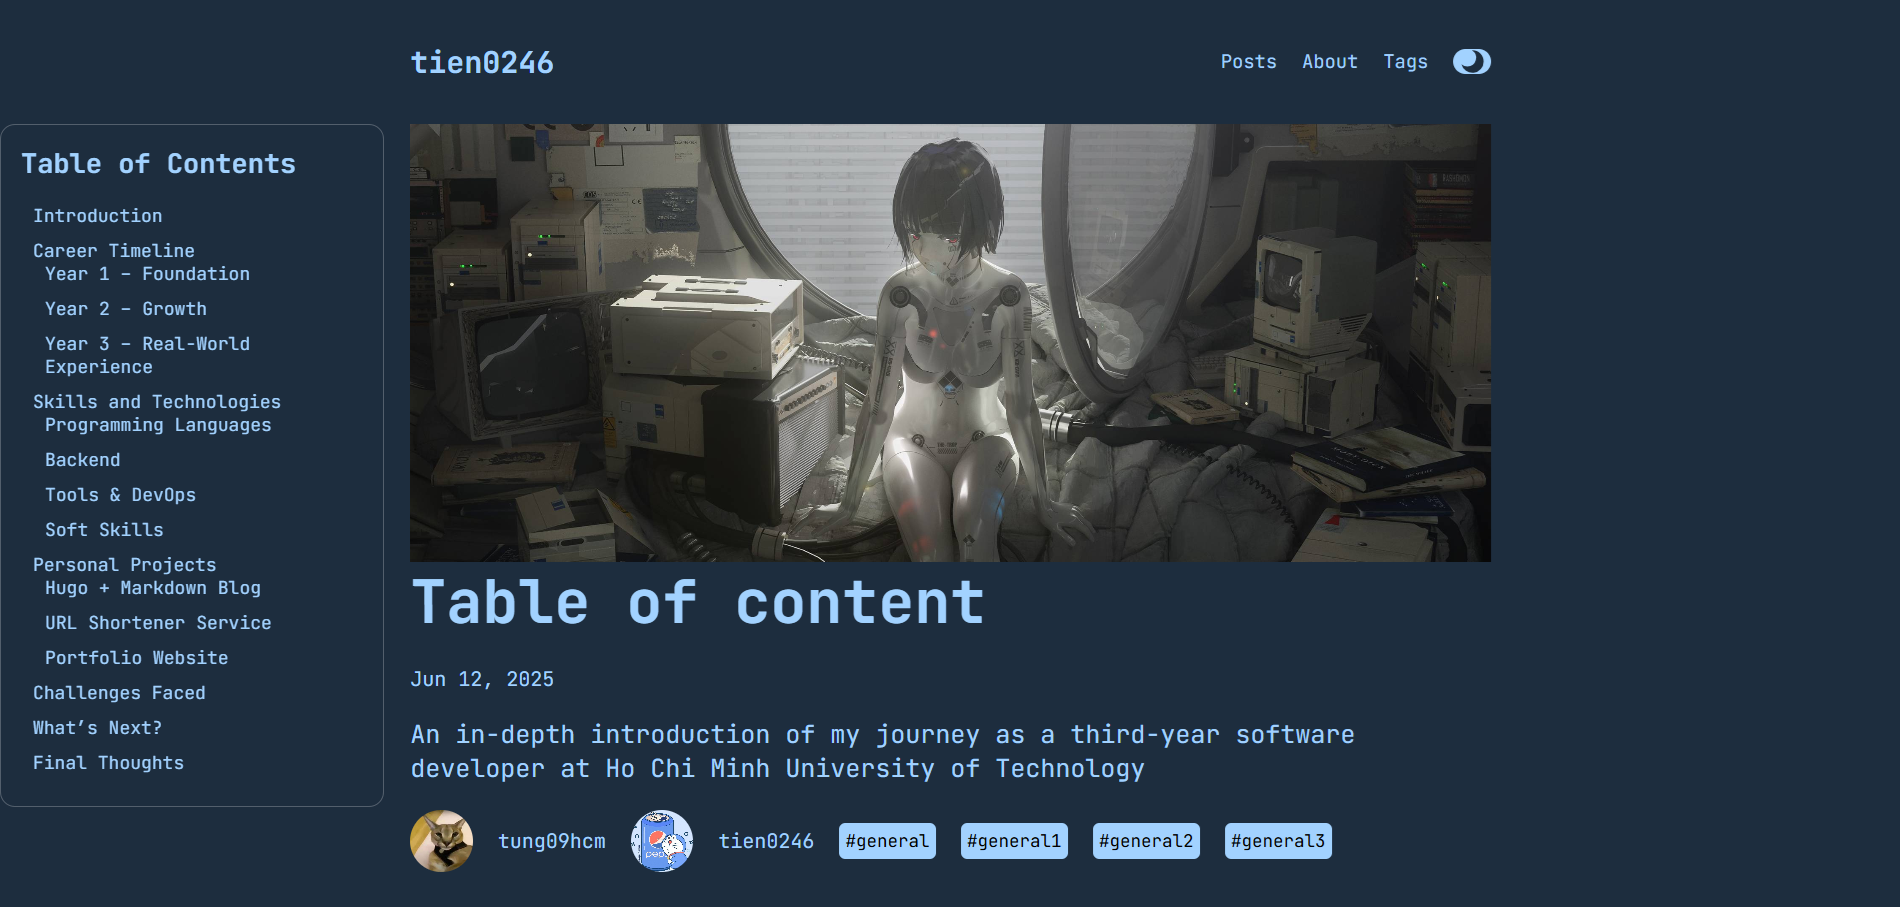 tien0246
Posts About Tags
Table of Contents
Introduction
Career Timeline
Year 1 – Foundation
Year 2 – Growth
Year 3 – Real-World
Experience
Skills and Technologies
Programming Languages
Backend
Tools & DevOps
Soft Skills
Personal Projects
Hugo + Markdown Blog
URL Shortener Service
Portfolio Website
Challenges Faced
What’s Next?
Final Thoughts
Table of content
Jun 12, 2025
An in-depth introduction of my journey as a third-year software
developer at Ho Chi Minh University of Technology
tung09hcm tien0246 #general #general1 #general2 #general3